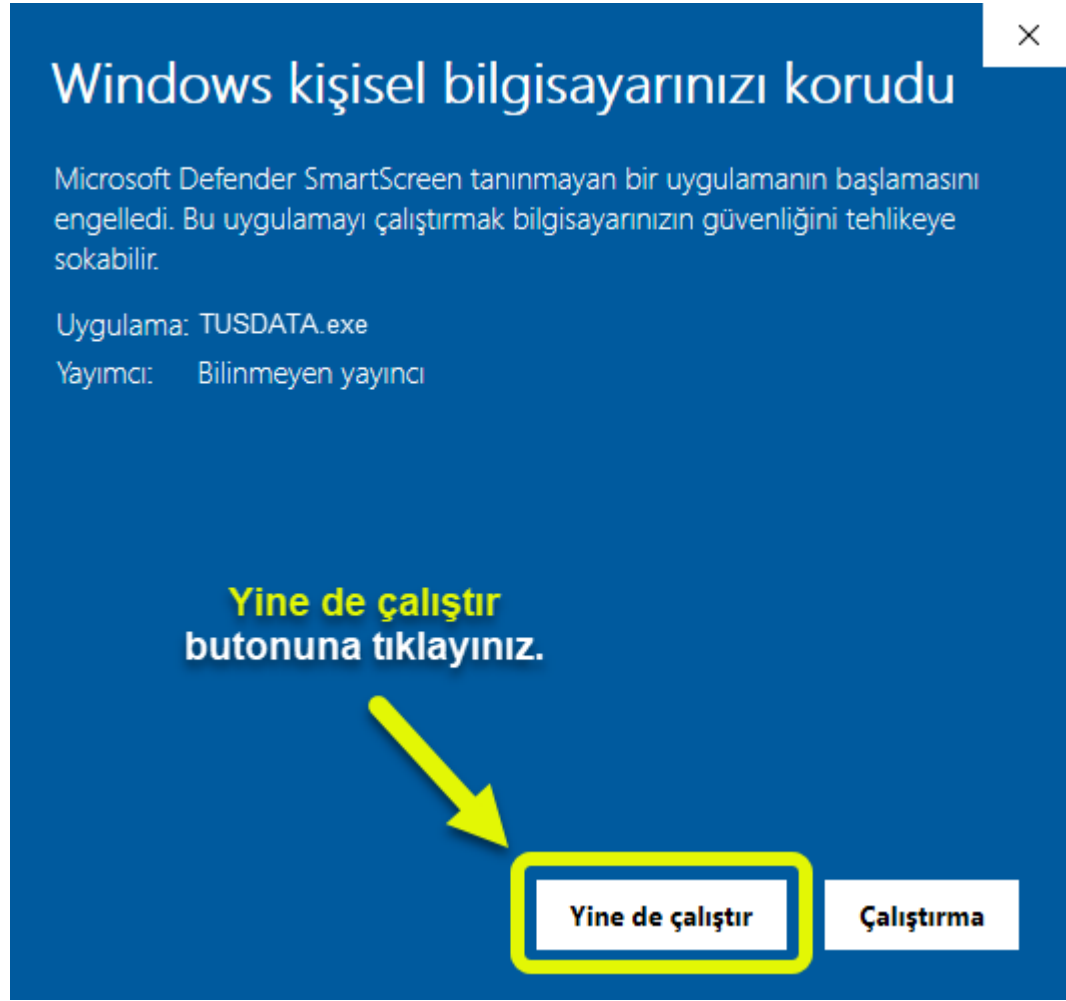 Windows kişisel bilgisayarınızı korudu
Microsoft Defender SmartScreen tanınmayan bir uygulamanın başlamasını
engelledi. Bu uygulamayı çalıştırmak bilgisayarınızın güvenliğini tehlikeye
sokabilir.
Uygulama: TUSDATA.exe
Yayımcı: Bilinmeyen yayıncı
Yine de çalıştır
butonuna tıklayınız.
Yine de çalıştır Çalıştırma